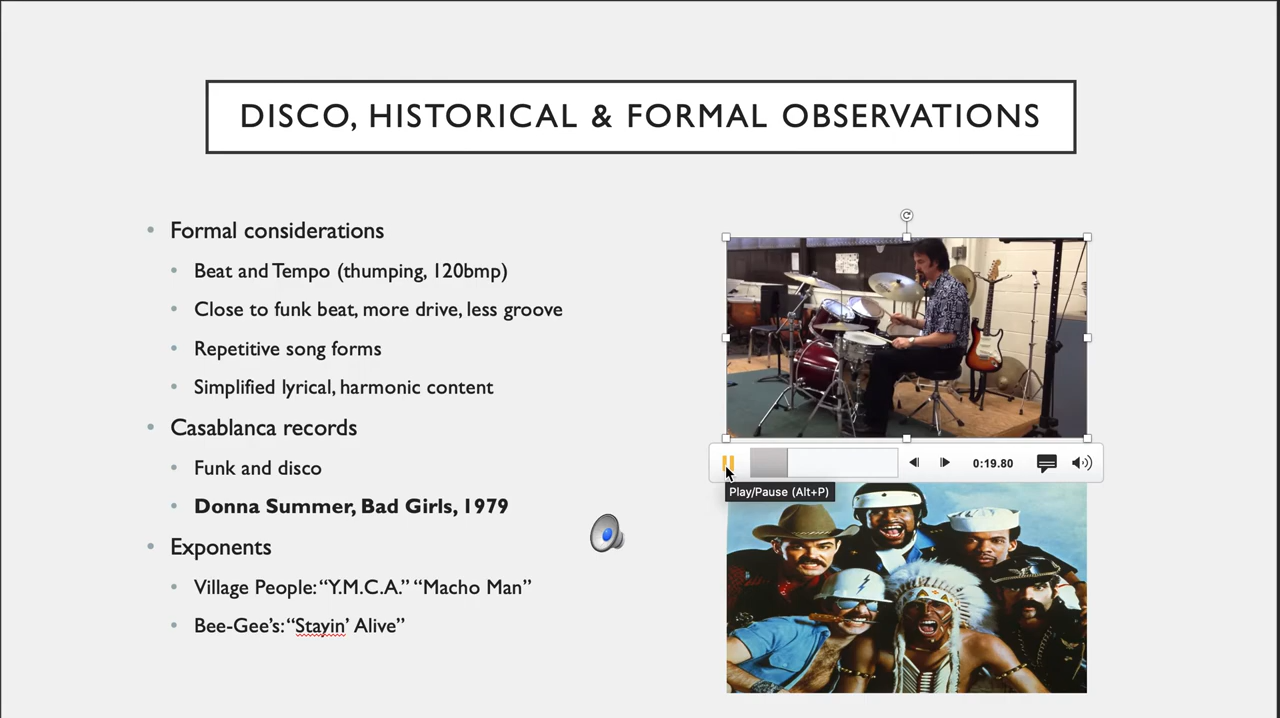 DISCO, HISTORICAL & FORMAL OBSERVATIONS
Formal considerations
Beat and Tempo (thumping, 120bmp)
Close to funk beat, more drive, less groove
Repetitive song forms
Simplified lyrical, harmonic content
Casablanca records
Funk and disco
Donna Summer, Bad Girls, 1979
Exponents
Village People: “Y.M.C.A.” “Macho Man”
Bee-Gee’s: “Stayin’ Alive”
0:19.80
Play/Pause (Alt+P)